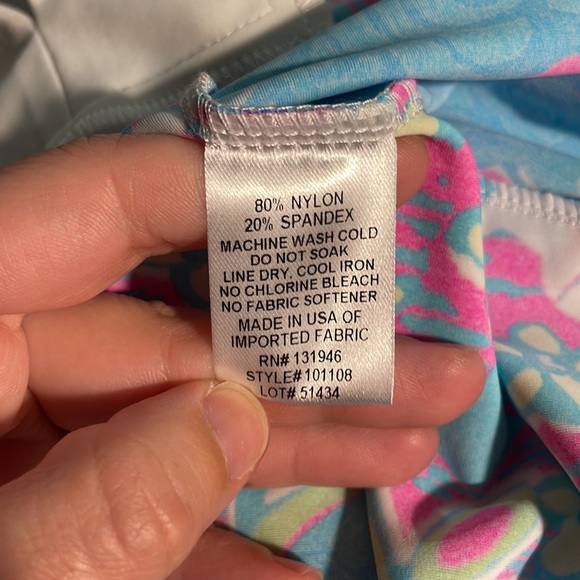 80% NYLON
20% SPANDEX
MACHINE WASH COLD
DO NOT SOAK
LINE DRY, COOL IRON
NO CHLORINE BLEACH
NO FABRIC SOFTENER
MADE IN USA OF
IMPORTED FABRIC
RN# 131946
STYLE#101108
LOT# 51434